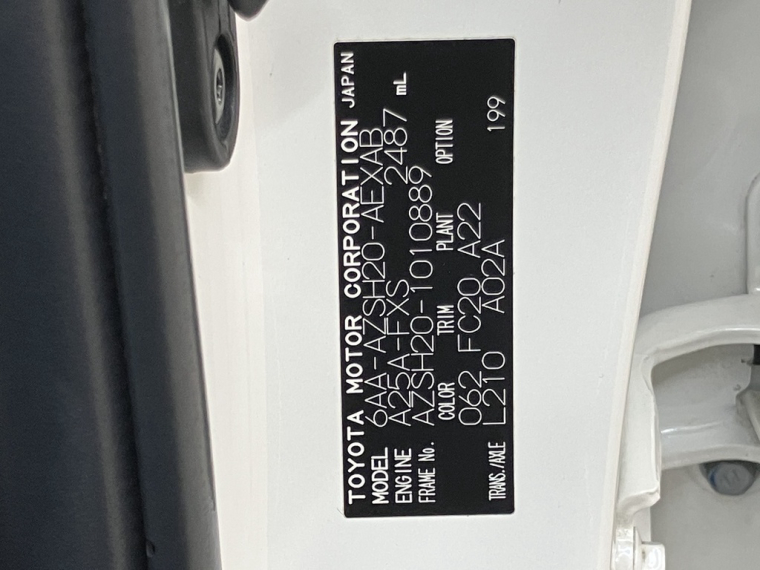 TOYOTA MOTOR CORPORATION JAPAN
MODEL 6AA-AZSH20-AEXAB
ENGINE A25A-FXS 2487 mL
FRAME No. AZSH20-1010889
COLOR TRIM PLANT OPTION
062 FC20 A22
TRANS./AXLE L210 A02A 199